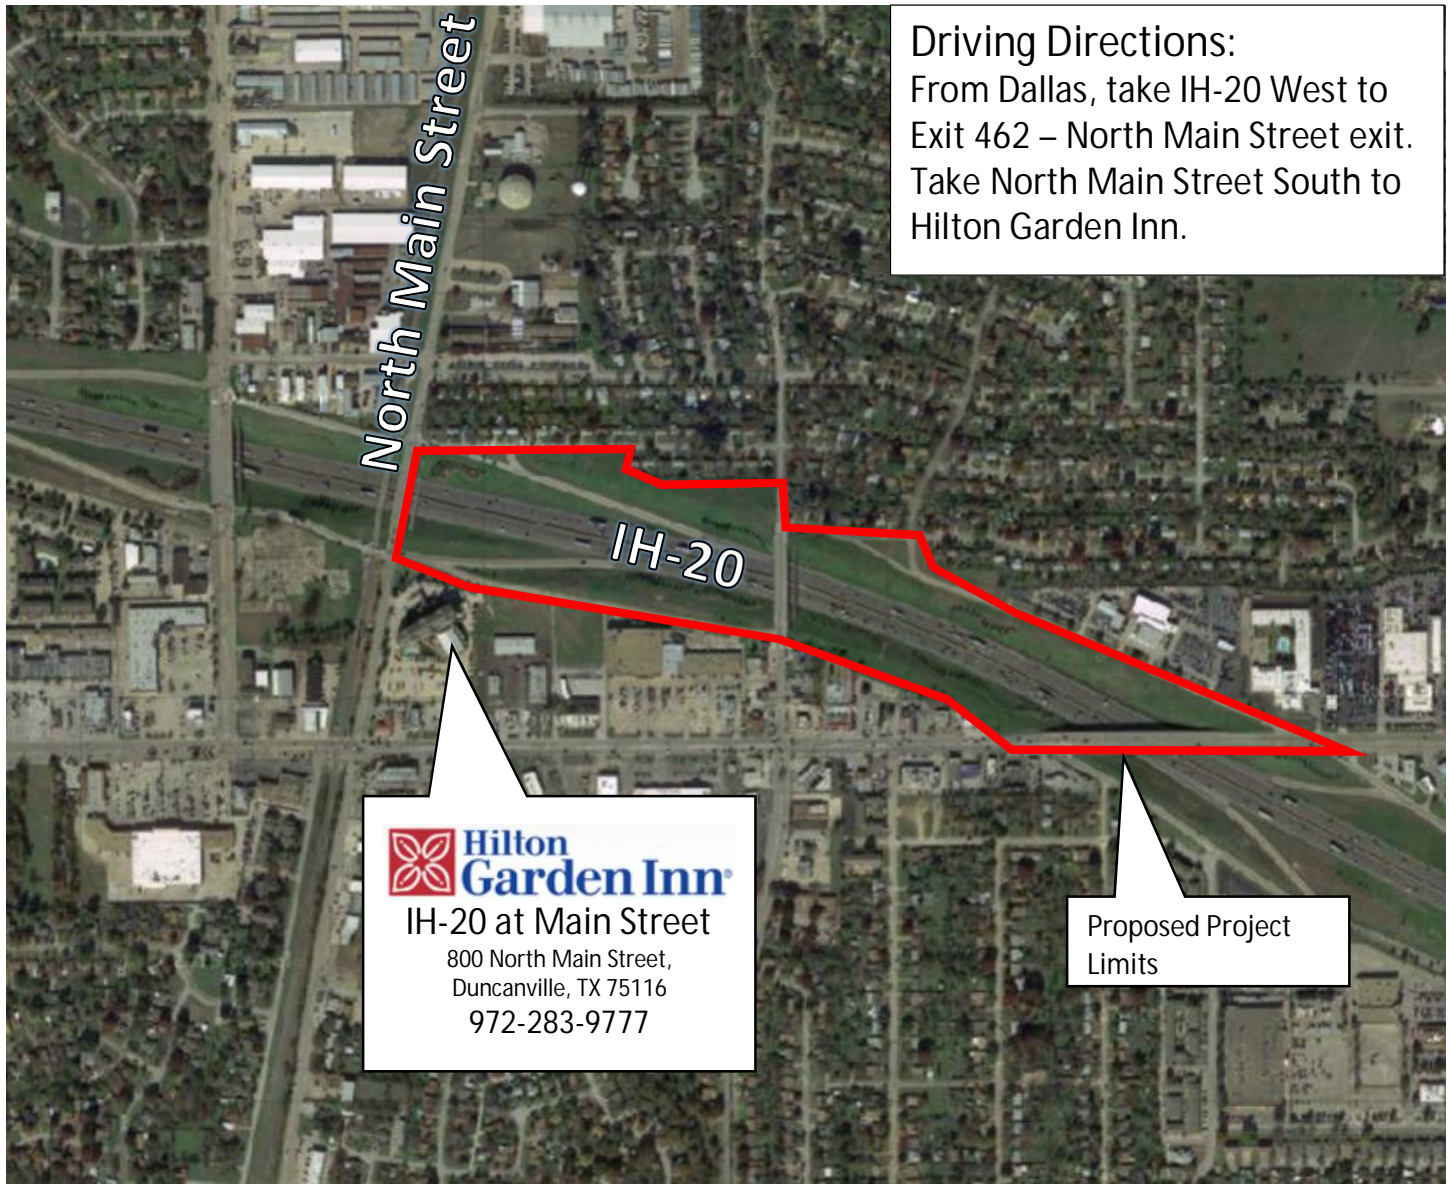 Driving Directions:
From Dallas, take IH-20 West to
Exit 462 – North Main Street exit.
Take North Main Street South to
Hilton Garden Inn.
North Main Street
IH-20
Hilton
Garden Inn
IH-20 at Main Street
800 North Main Street,
Duncanville, TX 75116
972-283-9777
Proposed Project
Limits